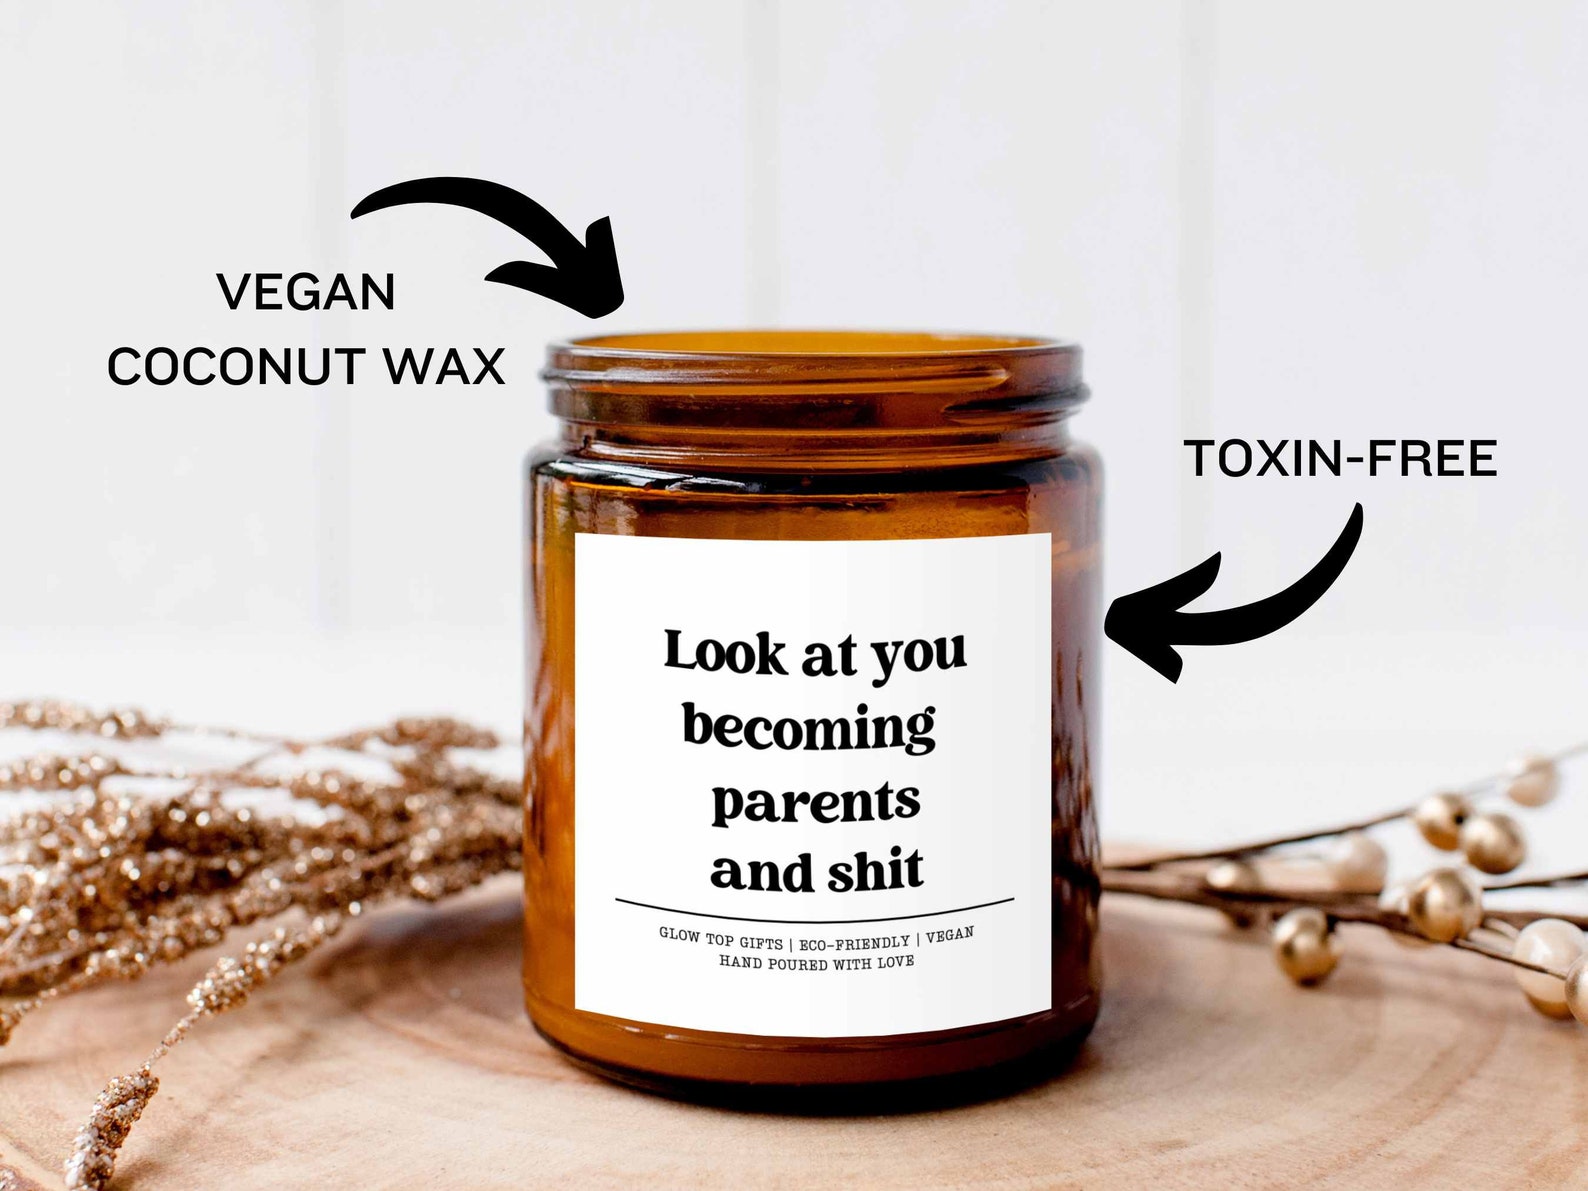 VEGAN
COCONUT WAX
TOXIN-FREE
Look at you
becoming
parents
and shit
GLOW TOP GIFTS | ECO-FRIENDLY | VEGAN
HAND POURED WITH LOVE